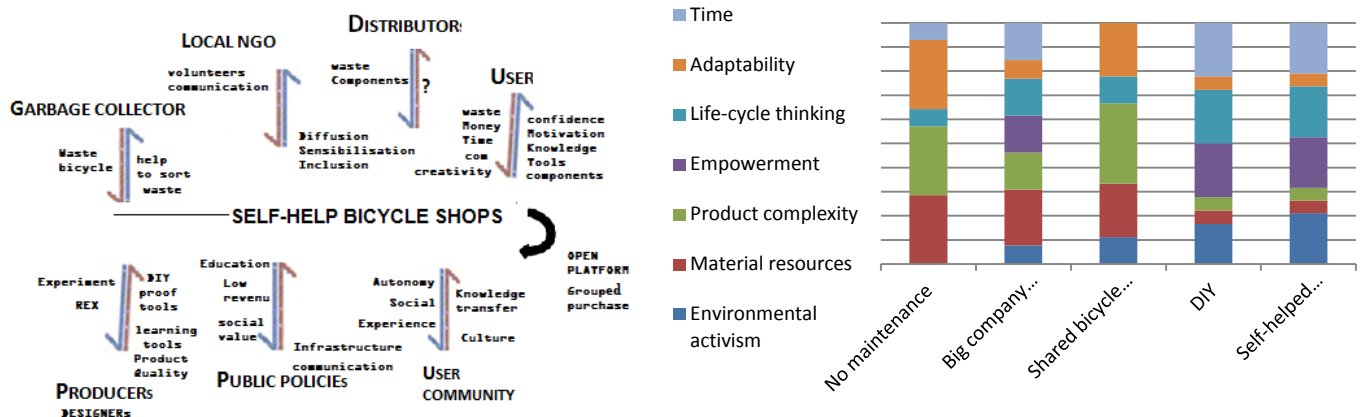 DISTRIBUTORs
LOCAL NGO
waste
Components
?
volunteers
communication
USER
GARBAGE COLLECTOR
waste
Money
Time
com
creativity
confidence
Motivation
Knowledge
Tools
components
Diffusion
Sensibilisation
Inclusion
Waste
bicycle
help
to sort
waste
SELF-HELP BICYCLE SHOPS
OPEN
PLATFORM
Grouped
purchase
Experiment
REX
DIY
proof
tools
learning
tools
Product
Quality
Education
Low
revenu
social
value
Infrastructure
communication
Autonomy
Social
Experience
Knowledge
transfer
Culture
PRODUCERs
DESIGNERs
PUBLIC POLICIEs
USER
COMMUNITY
Time
Adaptability
Life-cycle thinking
Empowerment
Product complexity
Material resources
Environmental
activism
No maintenance
Big company...
Shared bicycle...
DIY
Self-helped...